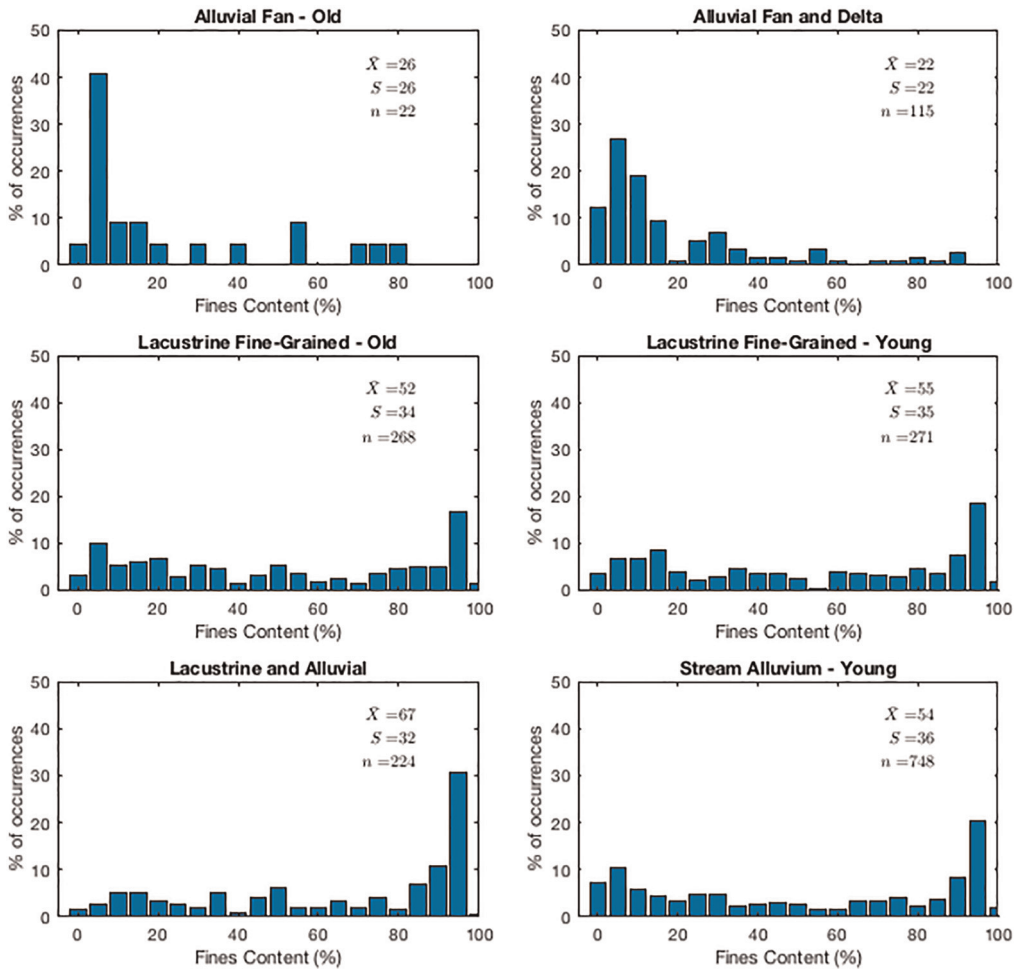 Alluvial Fan - Old
50
40
30
20
10
0
% of occurrences
X̄ =26
S =26
n =22
0 20 40 60 80 100
Fines Content (%)
Alluvial Fan and Delta
50
40
30
20
10
0
% of occurrences
X̄ =22
S =22
n =115
0 20 40 60 80 100
Fines Content (%)
Lacustrine Fine-Grained - Old
50
40
30
20
10
0
% of occurrences
X̄ =52
S =34
n =268
0 20 40 60 80 100
Fines Content (%)
Lacustrine Fine-Grained - Young
50
40
30
20
10
0
% of occurrences
X̄ =55
S =35
n =271
0 20 40 60 80 100
Fines Content (%)
Lacustrine and Alluvial
50
40
30
20
10
0
% of occurrences
X̄ =67
S =32
n =224
0 20 40 60 80 100
Fines Content (%)
Stream Alluvium - Young
50
40
30
20
10
0
% of occurrences
X̄ =54
S =36
n =748
0 20 40 60 80 100
Fines Content (%)